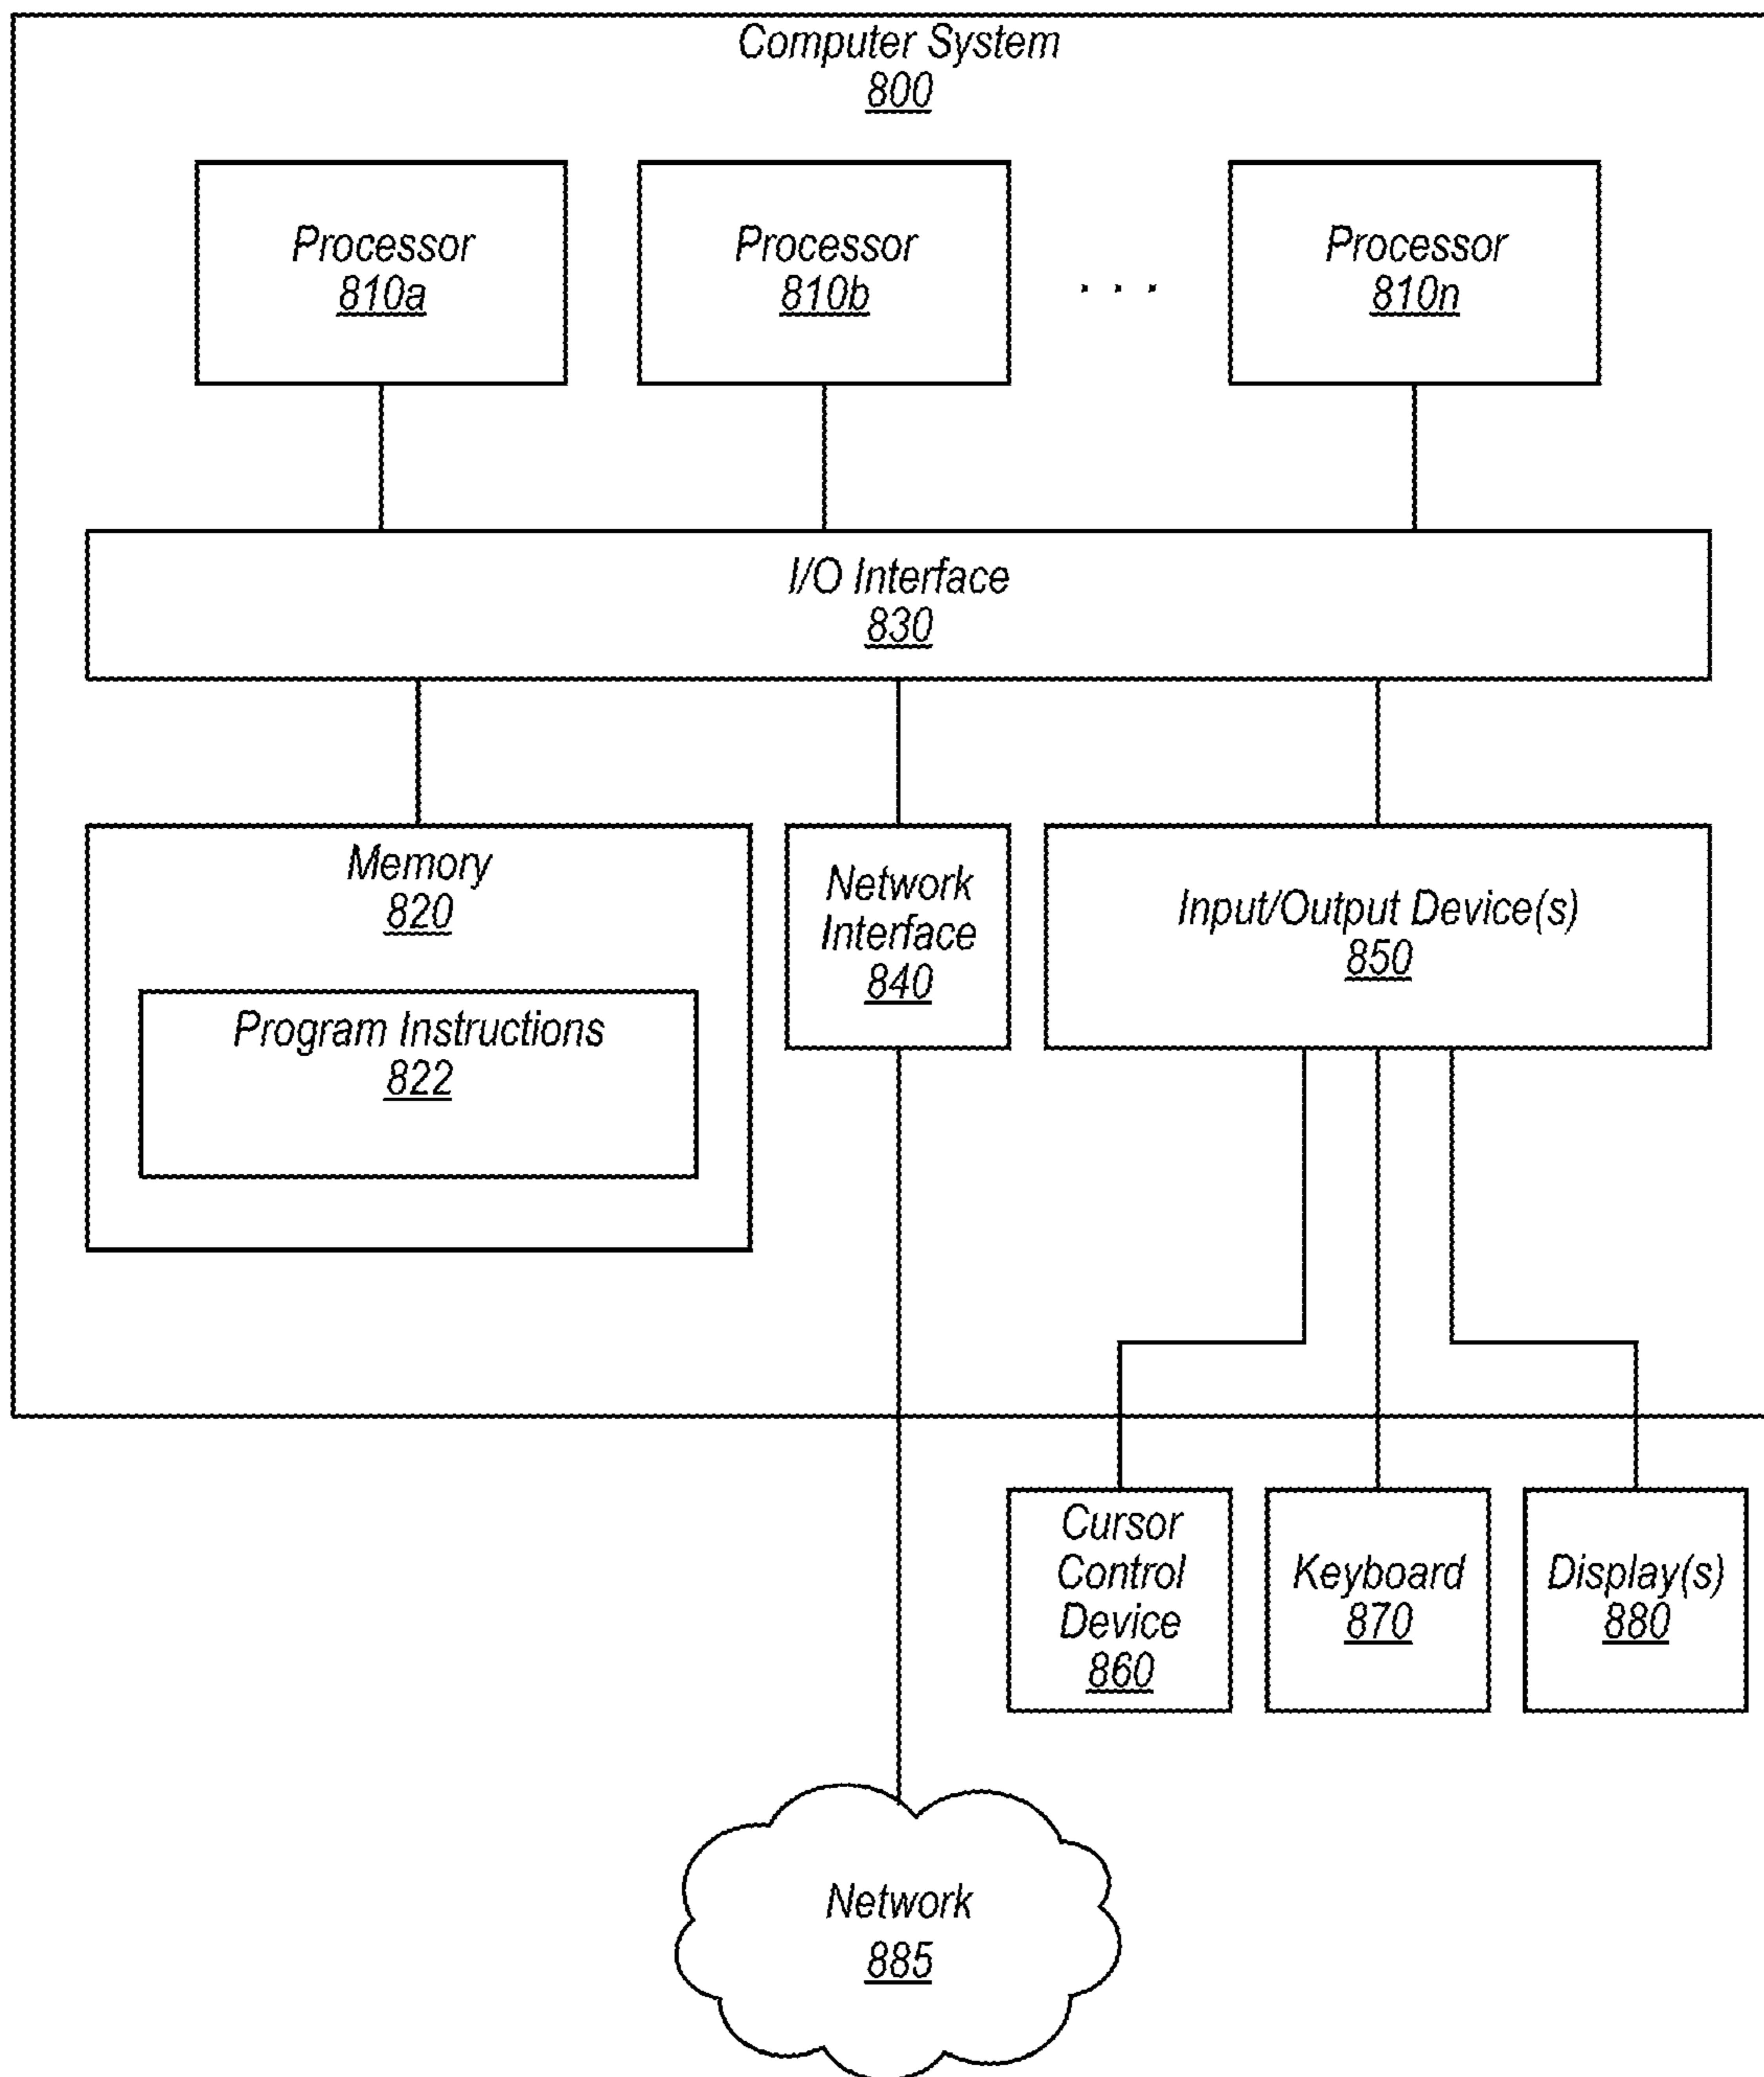 Computer System
800
Processor
810a
Processor
810b
. . .
Processor
810n
I/O Interface
830
Memory
820
Program Instructions
822
Network
Interface
840
Input/Output Device(s)
850
Cursor
Control
Device
860
Keyboard
870
Display(s)
880
Network
885